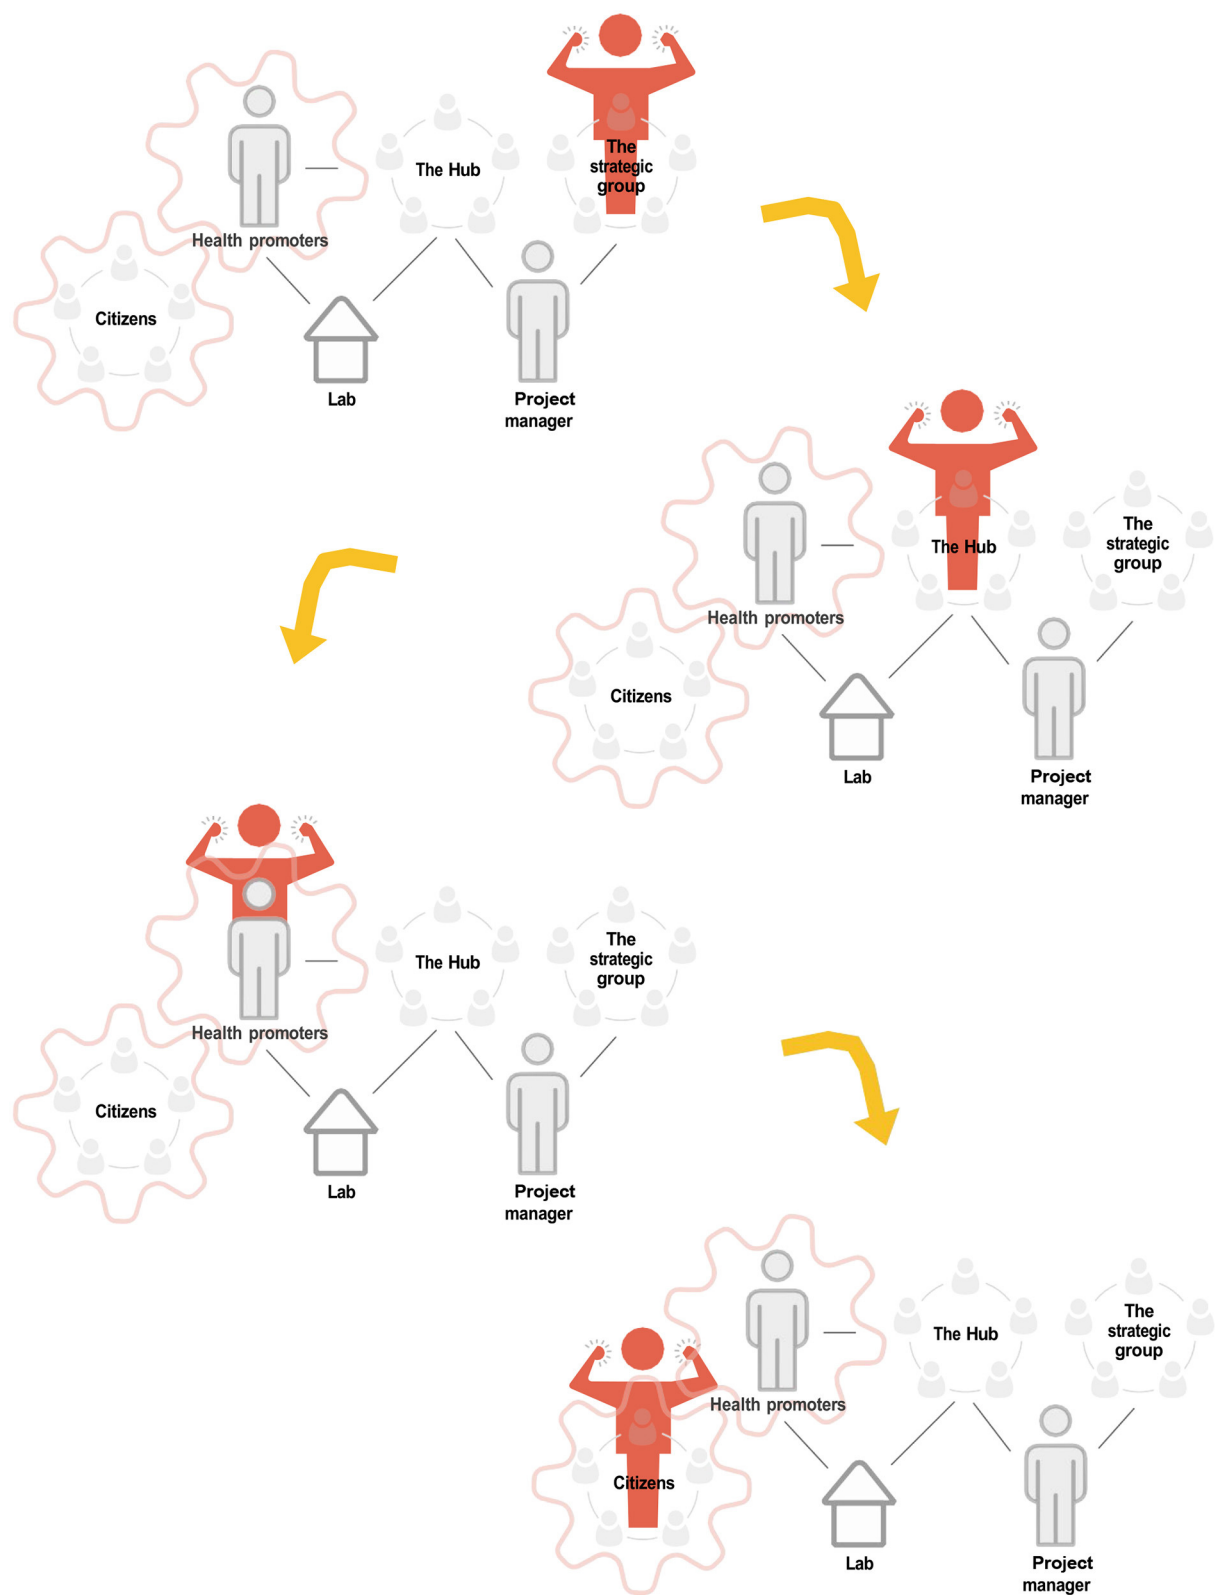 The
strategic
group
The Hub
Health promoters
Citizens
Lab
Project
manager
The
strategic
group
The Hub
Health promoters
Citizens
Lab
Project
manager
The
strategic
group
The Hub
Health promoters
Citizens
Lab
Project
manager
The
strategic
group
The Hub
Health promoters
Citizens
Lab
Project
manager